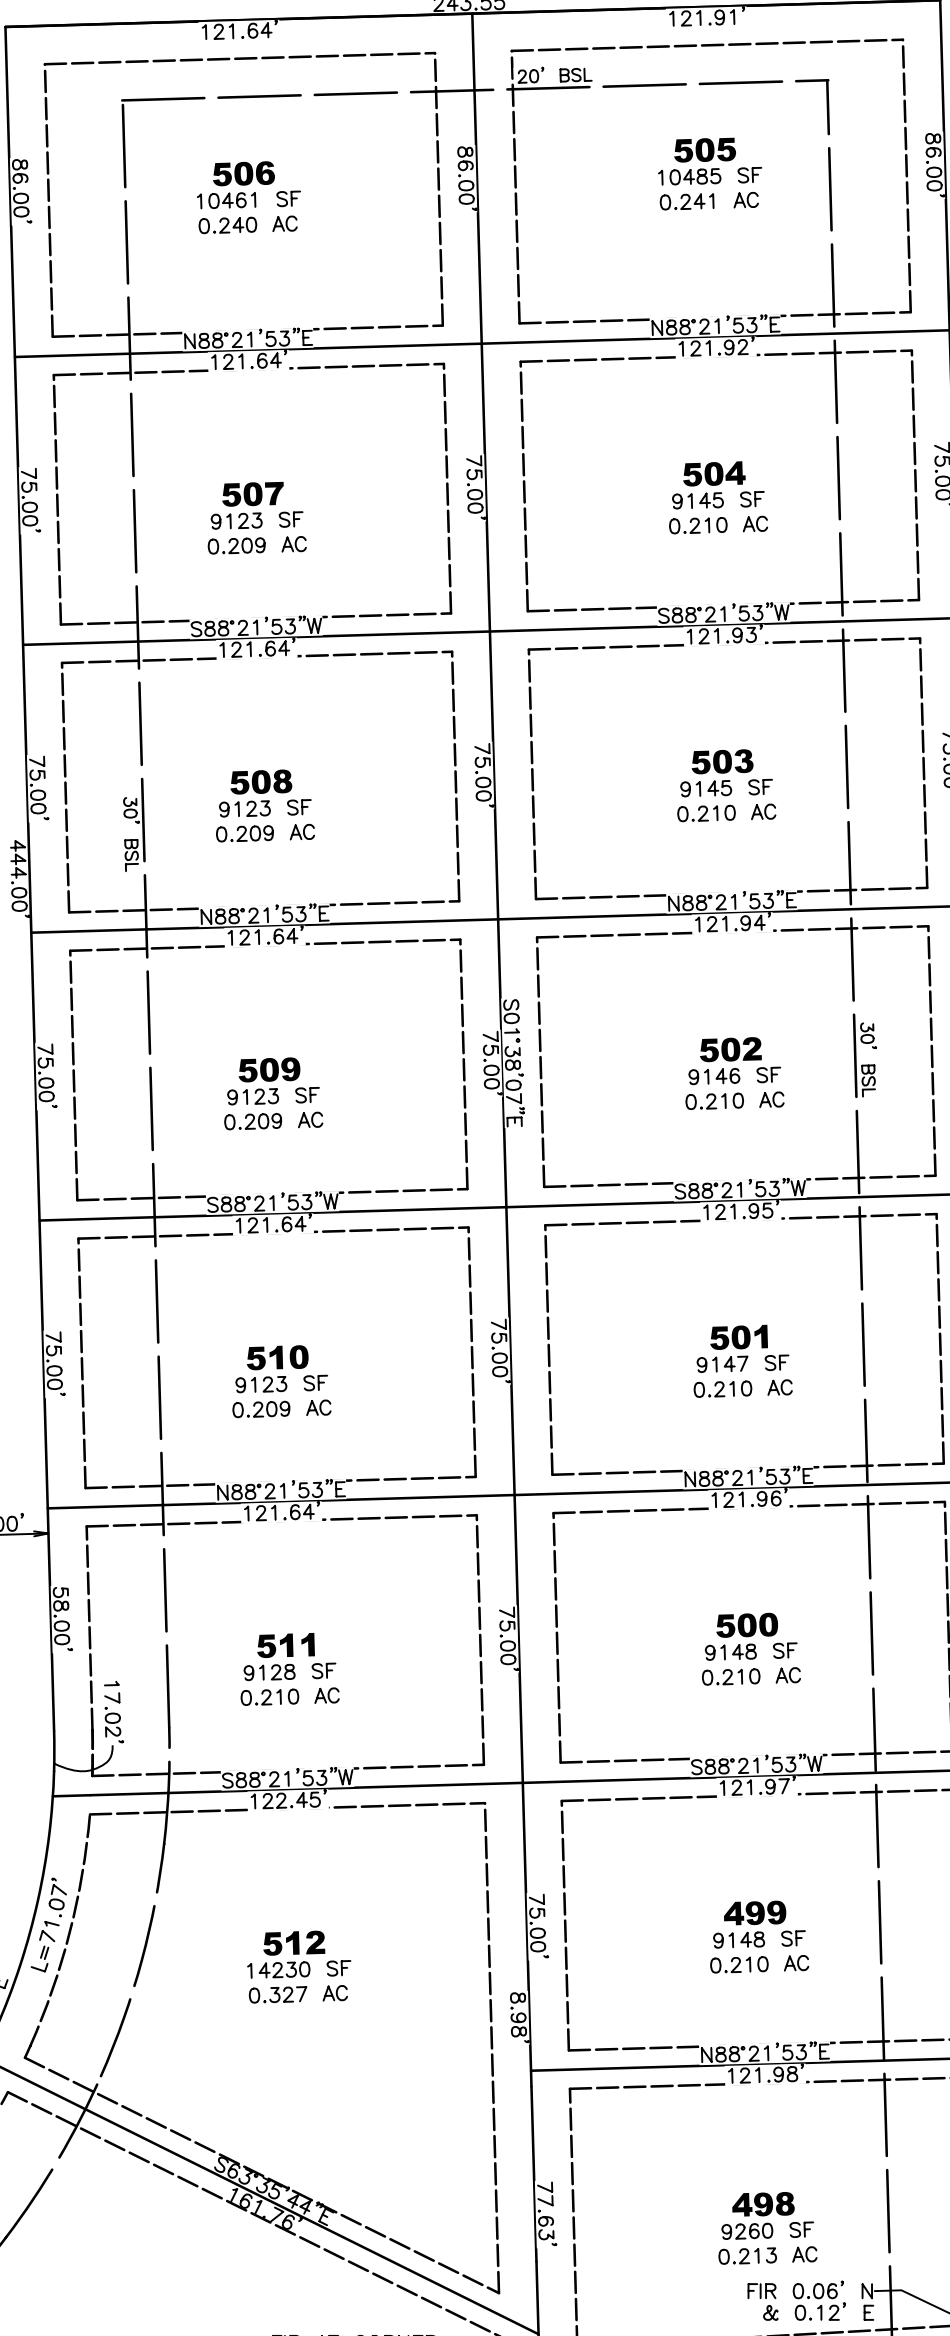 243.55
121.64'
121.91'
20' BSL
86.00'
506
10461 SF
0.240 AC
86.00'
505
10485 SF
0.241 AC
86.00'
N88°21'53"E
121.64'
N88°21'53"E
121.92'
75.00'
507
9123 SF
0.209 AC
75.00'
504
9145 SF
0.210 AC
75.00'
S88°21'53"W
121.64'
S88°21'53"W
121.93'
75.00'
30' BSL
508
9123 SF
0.209 AC
75.00'
503
9145 SF
0.210 AC
444.00'
N88°21'53"E
121.64'
N88°21'53"E
121.94'
75.00'
509
9123 SF
0.209 AC
75.00'
S01°38'07"E
502
9146 SF
0.210 AC
30' BSL
S88°21'53"W
121.64'
S88°21'53"W
121.95'
75.00'
510
9123 SF
0.209 AC
75.00'
501
9147 SF
0.210 AC
N88°21'53"E
121.64'
N88°21'53"E
121.96'
00'
58.00'
17.02'
511
9128 SF
0.210 AC
75.00'
500
9148 SF
0.210 AC
S88°21'53"W
122.45'
S88°21'53"W
121.97'
L=71.07'
512
14230 SF
0.327 AC
75.00'
8.98'
499
9148 SF
0.210 AC
N88°21'53"E
121.98'
S63°35'44"E
161.76'
77.63'
498
9260 SF
0.213 AC
FIR 0.06' N
& 0.12' E